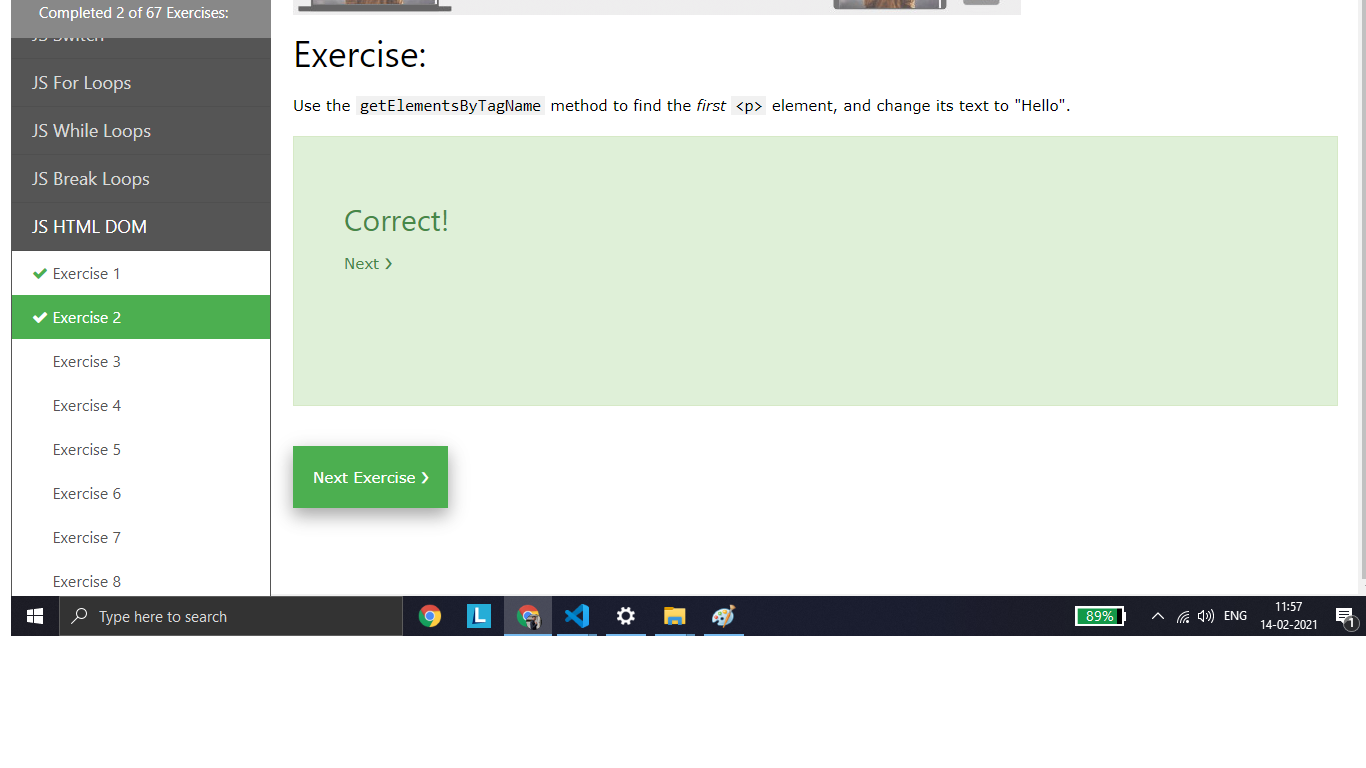 Completed 2 of 67 Exercises:
JS Switch
JS For Loops
JS While Loops
JS Break Loops
JS HTML DOM
Exercise 1
Exercise 2
Exercise 3
Exercise 4
Exercise 5
Exercise 6
Exercise 7
Exercise 8
Exercise:
Use the getElementsByTagName method to find the first <p> element, and change its text to "Hello".
Correct!
Next ❯
Next Exercise ❯
Type here to search
L
89%
ENG
11:57
14-02-2021
1